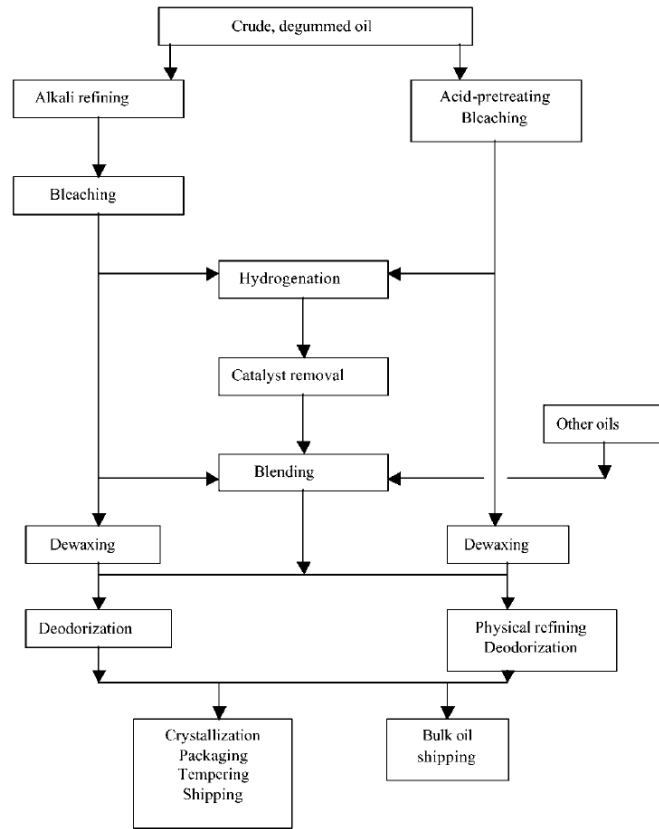 Crude, degummed oil
Alkali refining
Acid-pretreating
Bleaching
Bleaching
Hydrogenation
Catalyst removal
Other oils
Blending
Dewaxing
Dewaxing
Deodorization
Physical refining
Deodorization
Crystallization
Packaging
Tempering
Shipping
Bulk oil
shipping